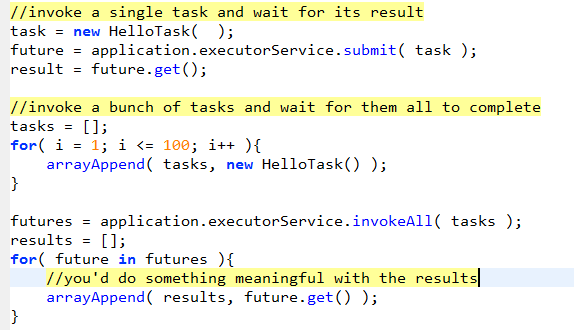 //invoke a single task and wait for its result
task = new HelloTask(  );
future = application.executorService.submit( task );
result = future.get();

//invoke a bunch of tasks and wait for them all to complete
tasks = [];
for( i = 1; i <= 100; i++ ){
    arrayAppend( tasks, new HelloTask() );
}

futures = application.executorService.invokeAll( tasks );
results = [];
for( future in futures ){
    //you'd do something meaningful with the results
    arrayAppend( results, future.get() );
}